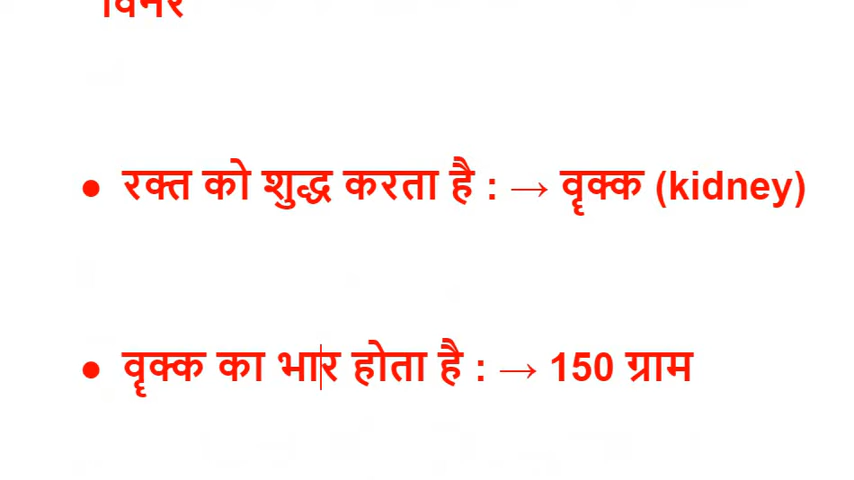 • रक्त को शुद्ध करता है : → वृक्क (kidney)
• वृक्क का भार होता है : → 150 ग्राम